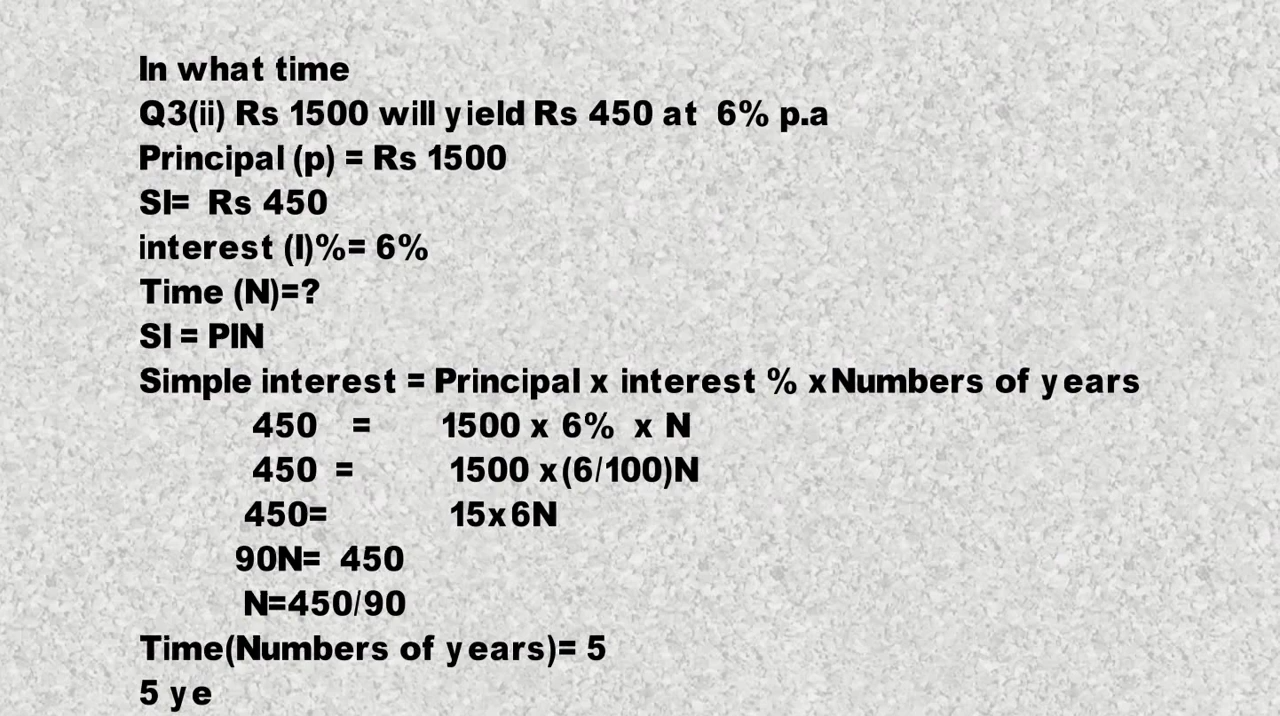 In what time
Q3(ii) Rs 1500 will yield Rs 450 at 6% p.a
Principal (p) = Rs 1500
SI= Rs 450
interest (I)%= 6%
Time (N)=?
SI = PIN
Simple interest = Principal x interest % xNumbers of years
450 = 1500 x 6% x N
450 = 1500 x(6/100)N
450= 15x6N
90N= 450
N=450/90
Time(Numbers of years)= 5
5 ye